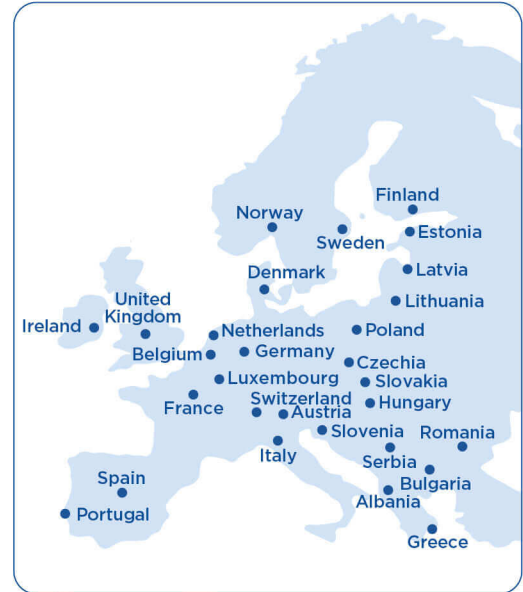 Finland
Norway
Estonia
Sweden
Latvia
Denmark
United
Kingdom
Lithuania
Ireland
Netherlands
Poland
Belgium
Germany
Czechia
Luxembourg
Slovakia
France
Switzerland
Hungary
Austria
Slovenia
Romania
Italy
Serbia
Spain
Bulgaria
Albania
Portugal
Greece